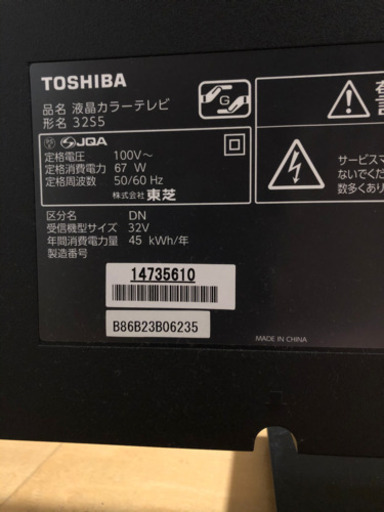 TOSHIBA
品名 液晶カラーテレビ
形名 32S5
G
JQA
定格電圧 100V～
定格消費電力 67 W
定格周波数 50/60 Hz
株式会社 東芝
区分名 DN
受信機型サイズ 32V
年間消費電力量 45 kWh/年
製造番号
14735610
B86B23B06235
サービスマ
ないでくだ
数多くあり
MADE IN CHINA